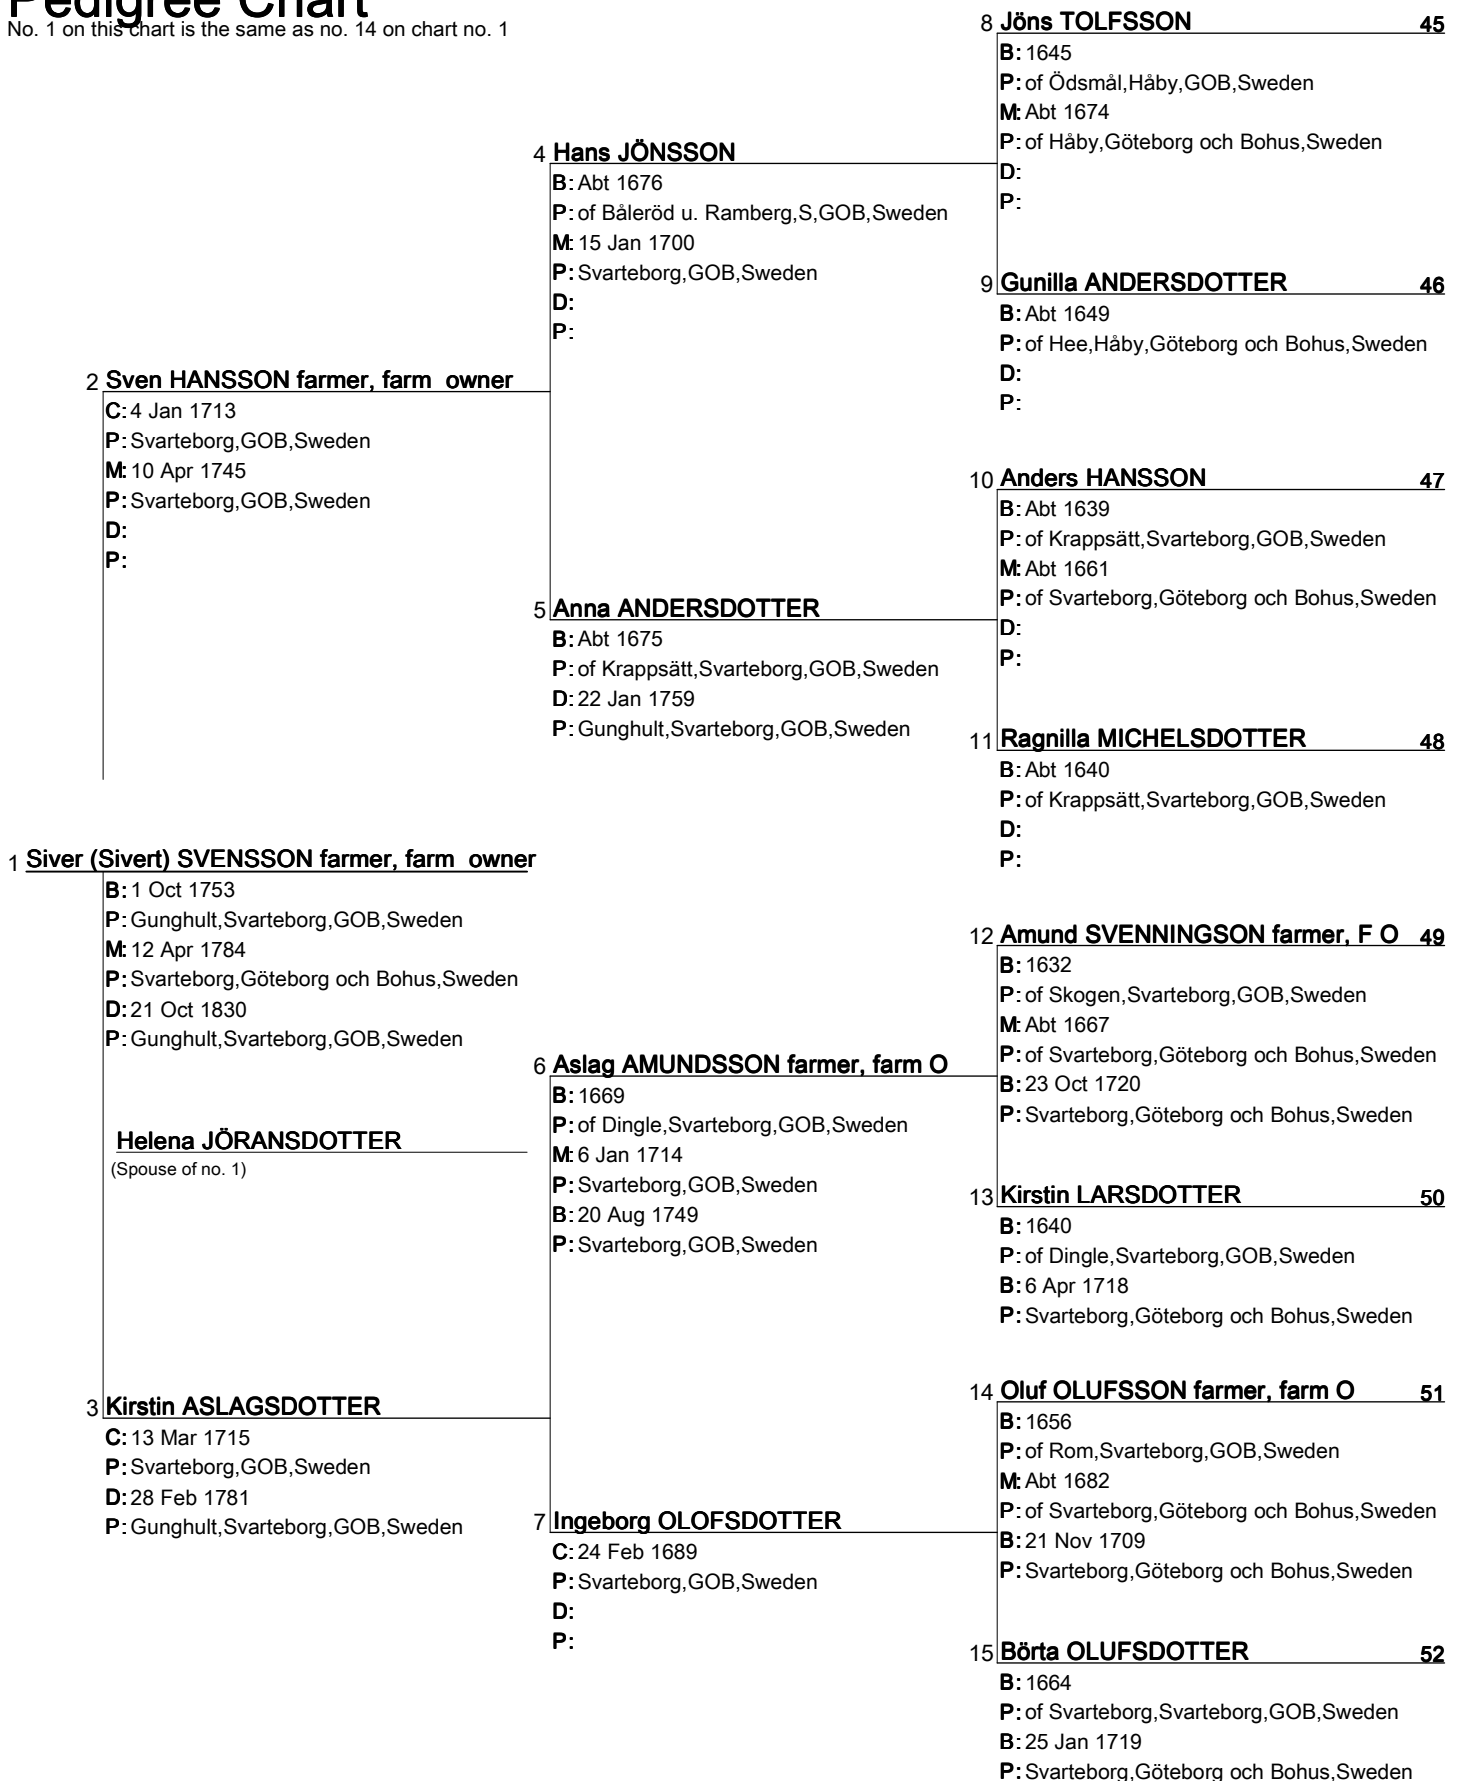 Pedigree Chart
No. 1 on this chart is the same as no. 14 on chart no. 1
8 Jöns TOLFSSON 45
B: 1645
P: of Ödsmål,Håby,GOB,Sweden
M: Abt 1674
P: of Håby,Göteborg och Bohus,Sweden
D:
P:
4 Hans JÖNSSON
B: Abt 1676
P: of Båleröd u. Ramberg,S,GOB,Sweden
M: 15 Jan 1700
P: Svarteborg,GOB,Sweden
D:
P:
9 Gunilla ANDERSDOTTER 46
B: Abt 1649
P: of Hee,Håby,Göteborg och Bohus,Sweden
D:
P:
2 Sven HANSSON farmer, farm owner
C: 4 Jan 1713
P: Svarteborg,GOB,Sweden
M: 10 Apr 1745
P: Svarteborg,GOB,Sweden
D:
P:
10 Anders HANSSON 47
B: Abt 1639
P: of Krappsätt,Svarteborg,GOB,Sweden
M: Abt 1661
P: of Svarteborg,Göteborg och Bohus,Sweden
D:
P:
5 Anna ANDERSDOTTER
B: Abt 1675
P: of Krappsätt,Svarteborg,GOB,Sweden
D: 22 Jan 1759
P: Gunghult,Svarteborg,GOB,Sweden
11 Ragnilla MICHELSDOTTER 48
B: Abt 1640
P: of Krappsätt,Svarteborg,GOB,Sweden
D:
P:
1 Siver (Sivert) SVENSSON farmer, farm owner
B: 1 Oct 1753
P: Gunghult,Svarteborg,GOB,Sweden
M: 12 Apr 1784
P: Svarteborg,Göteborg och Bohus,Sweden
D: 21 Oct 1830
P: Gunghult,Svarteborg,GOB,Sweden
12 Amund SVENNINGSON farmer, F O 49
B: 1632
P: of Skogen,Svarteborg,GOB,Sweden
M: Abt 1667
P: of Svarteborg,Göteborg och Bohus,Sweden
B: 23 Oct 1720
P: Svarteborg,Göteborg och Bohus,Sweden
6 Aslag AMUNDSSON farmer, farm O
B: 1669
P: of Dingle,Svarteborg,GOB,Sweden
M: 6 Jan 1714
P: Svarteborg,GOB,Sweden
B: 20 Aug 1749
P: Svarteborg,GOB,Sweden
Helena JÖRANSDOTTER
(Spouse of no. 1)
13 Kirstin LARSDOTTER 50
B: 1640
P: of Dingle,Svarteborg,GOB,Sweden
B: 6 Apr 1718
P: Svarteborg,Göteborg och Bohus,Sweden
3 Kirstin ASLAGSDOTTER
C: 13 Mar 1715
P: Svarteborg,GOB,Sweden
D: 28 Feb 1781
P: Gunghult,Svarteborg,GOB,Sweden
14 Oluf OLUFSSON farmer, farm O 51
B: 1656
P: of Rom,Svarteborg,GOB,Sweden
M: Abt 1682
P: of Svarteborg,Göteborg och Bohus,Sweden
B: 21 Nov 1709
P: Svarteborg,Göteborg och Bohus,Sweden
7 Ingeborg OLOFSDOTTER
C: 24 Feb 1689
P: Svarteborg,GOB,Sweden
D:
P:
15 Börta OLUFSDOTTER 52
B: 1664
P: of Svarteborg,Svarteborg,GOB,Sweden
B: 25 Jan 1719
P: Svarteborg,Göteborg och Bohus,Sweden